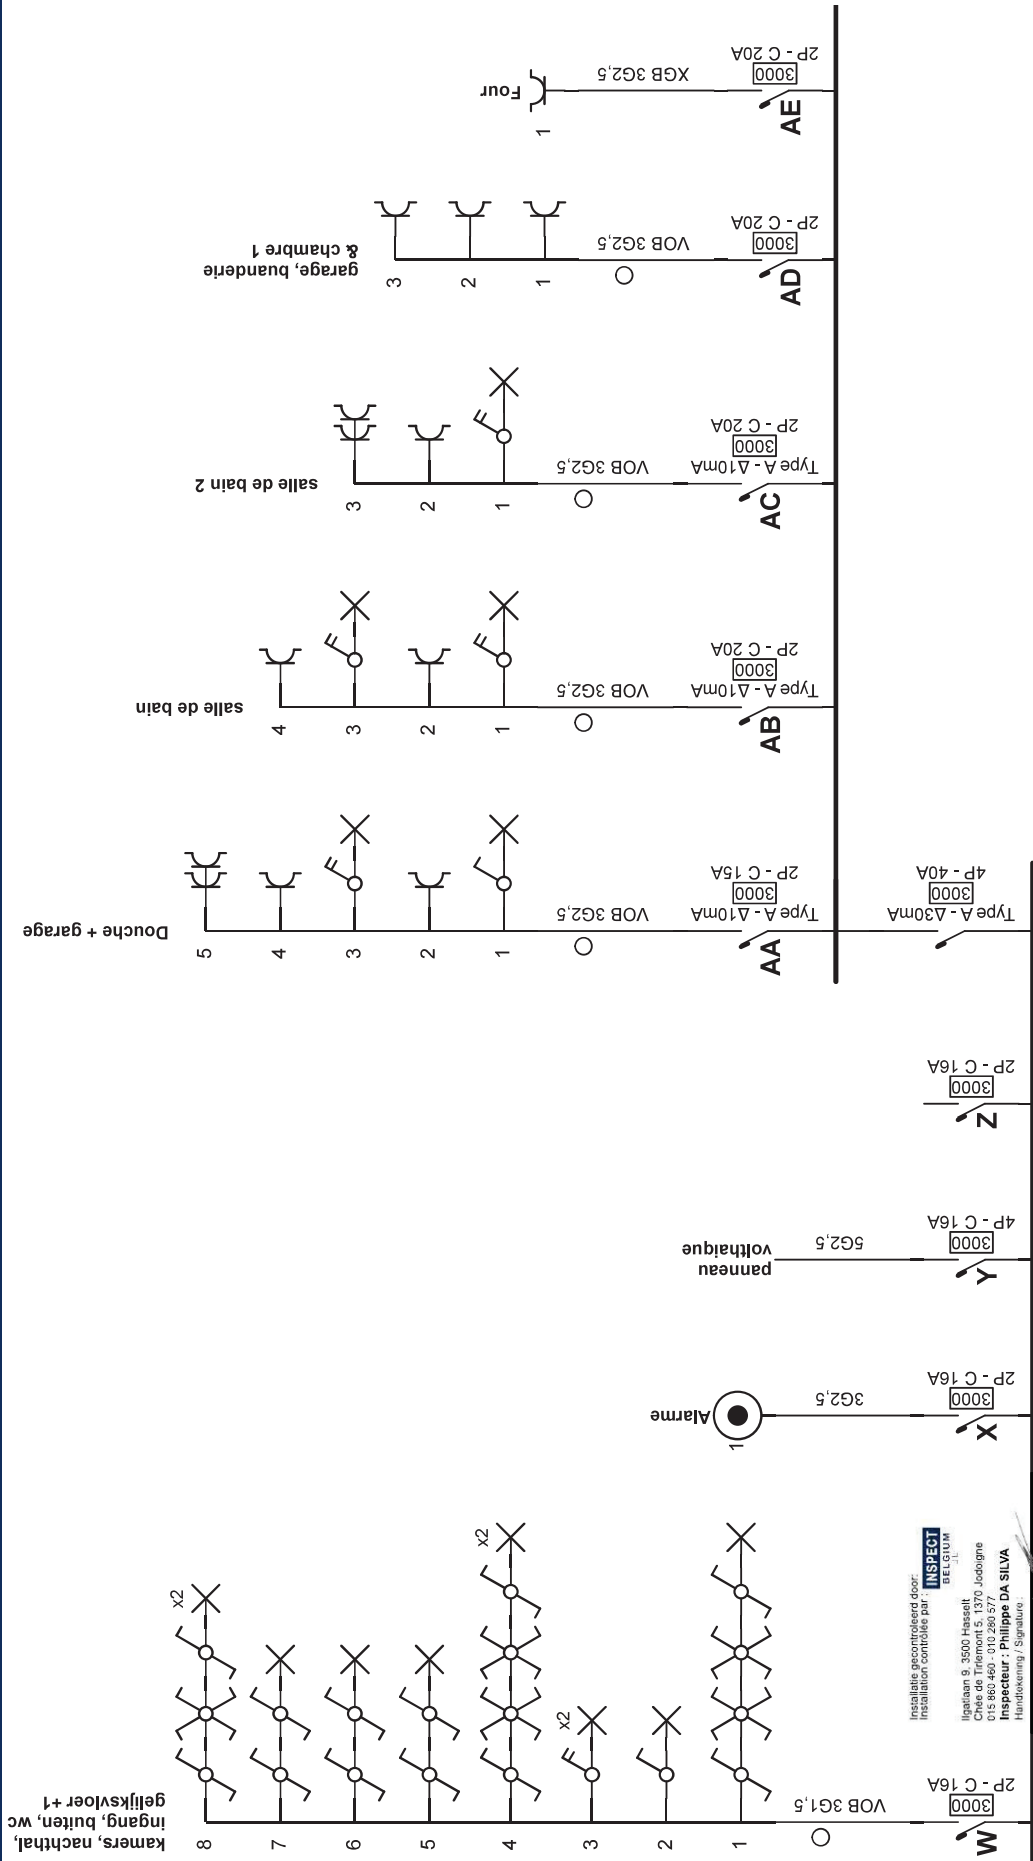 kamers, nachthal,
ingang, buiten, wc
gelijksvloer +1
8
x2
7
6
5
4
x2
3
x2
2
1
VOB 3G1,5
W
3000
2P - C 16A
Installatie gecontroleerd door:
Installation contrôlée par :
INSPECT
BELGIUM
Ilgatlaan 9, 3500 Hasselt
Chée de Tirlemont 5, 1370 Jodoigne
015 860 460 - 010 280 577
Inspecteur : Philippe DA SILVA
Handtekening / Signature :
Alarme
1
3G2,5
X
3000
2P - C 16A
panneau
volthaique
5G2,5
Y
3000
4P - C 16A
Z
3000
2P - C 16A
Douche + garage
5
4
3
2
1
VOB 3G2,5
AA
Type A - Δ10mA
3000
2P - C 15A
Type A - Δ30mA
3000
4P - 40A
salle de bain
4
3
2
1
VOB 3G2,5
AB
Type A - Δ10mA
3000
2P - C 20A
salle de bain 2
3
2
1
VOB 3G2,5
AC
Type A - Δ10mA
3000
2P - C 20A
garage, buanderie
& chambre 1
3
2
1
VOB 3G2,5
AD
3000
2P - C 20A
Four
1
XGB 3G2,5
AE
3000
2P - C 20A